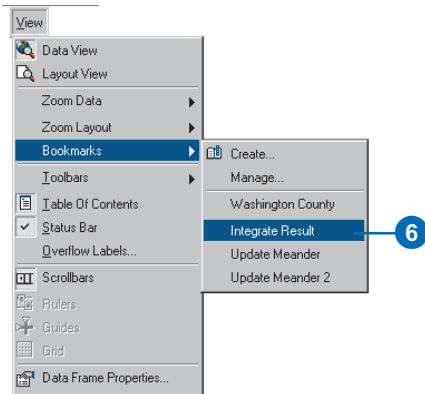 View
Data View
Layout View
Zoom Data
Zoom Layout
Bookmarks
Toolbars
Table Of Contents
Status Bar
Overflow Labels...
Scrollbars
Rulers
Guides
Grid
Data Frame Properties...
Create...
Manage...
Washington County
Integrate Result
Update Meander
Update Meander 2
6